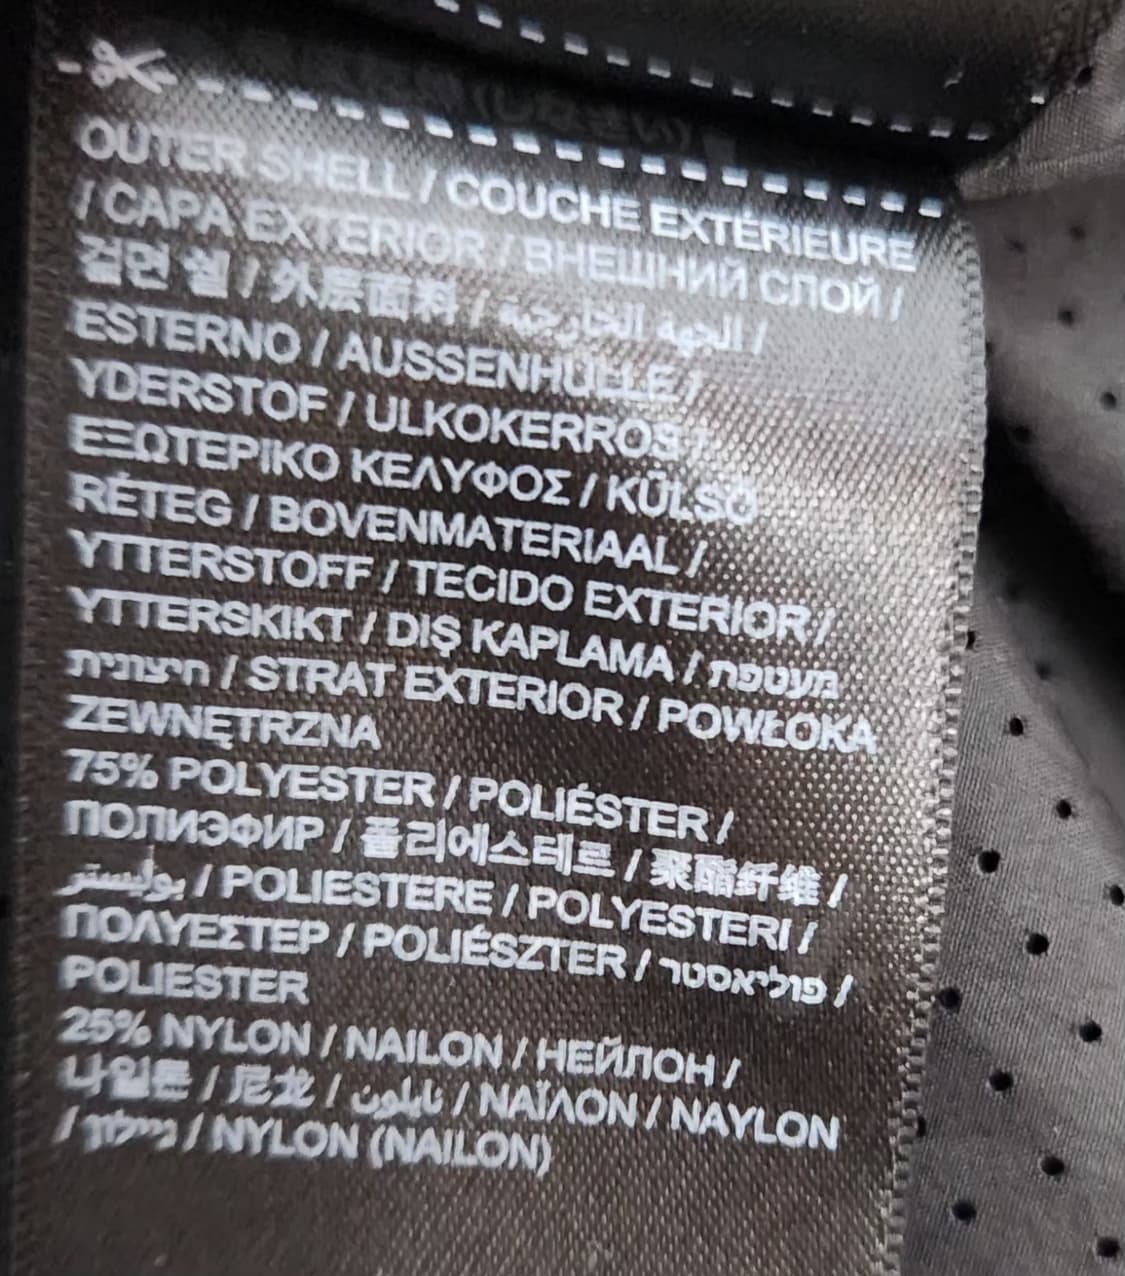 OUTER SHELL / COUCHE EXTÉRIEURE
/ CAPA EXTERIOR / ВНЕШНИЙ СЛОЙ /
겉면 쉘 / 外层面料 / الجهة الخارجية /
ESTERNO / AUSSENHÜLLE /
YDERSTOF / ULKOKERROS /
ΕΞΩΤΕΡΙΚΟ ΚΕΛΥΦΟΣ / KÜLSŐ
RÉTEG / BOVENMATERIAAL /
YTTERSTOFF / TECIDO EXTERIOR /
YTTERSKIKT / DIŞ KAPLAMA / מעטפת
חיצונית / STRAT EXTERIOR / POWŁOKA
ZEWNĘTRZNA
75% POLYESTER / POLIÉSTER /
ПОЛИЭФИР / 폴리에스테르 / 聚酯纤维 /
بوليستر / POLIESTERE / POLYESTERI /
ΠΟΛΥΕΣΤΕΡ / POLIÉSZTER / פוליאסטר /
POLIESTER
25% NYLON / NAILON / НЕЙЛОН /
나일론 / 尼龙 / نايلون / ΝΑΪΛΟΝ / NAYLON
/ ניילון / NYLON (NAILON)